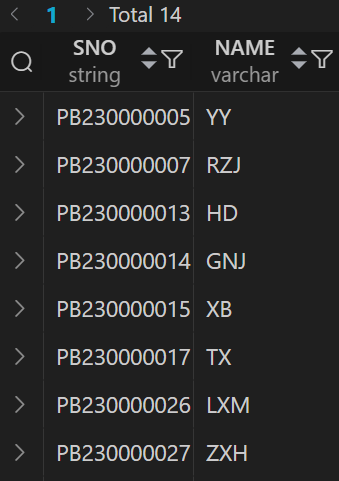 1 Total 14
SNO NAME
string varchar
PB230000005 YY
PB230000007 RZJ
PB230000013 HD
PB230000014 GNJ
PB230000015 XB
PB230000017 TX
PB230000026 LXM
PB230000027 ZXH